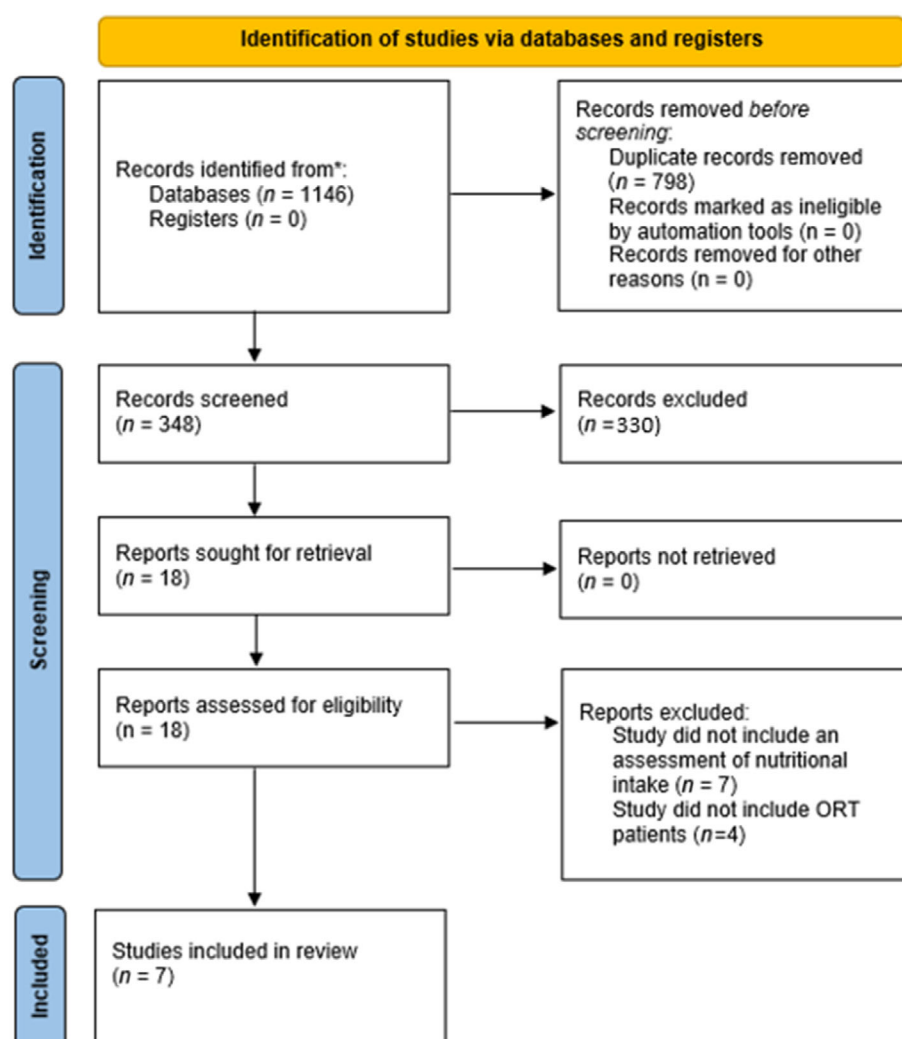 Identification of studies via databases and registers
Identification
Records identified from*:
Databases (n = 1146)
Registers (n = 0)
Records removed before
screening:
Duplicate records removed
(n = 798)
Records marked as ineligible
by automation tools (n = 0)
Records removed for other
reasons (n = 0)
Screening
Records screened
(n = 348)
Records excluded
(n =330)
Reports sought for retrieval
(n = 18)
Reports not retrieved
(n = 0)
Reports assessed for eligibility
(n = 18)
Reports excluded:
Study did not include an
assessment of nutritional
intake (n = 7)
Study did not include ORT
patients (n=4)
Included
Studies included in review
(n = 7)